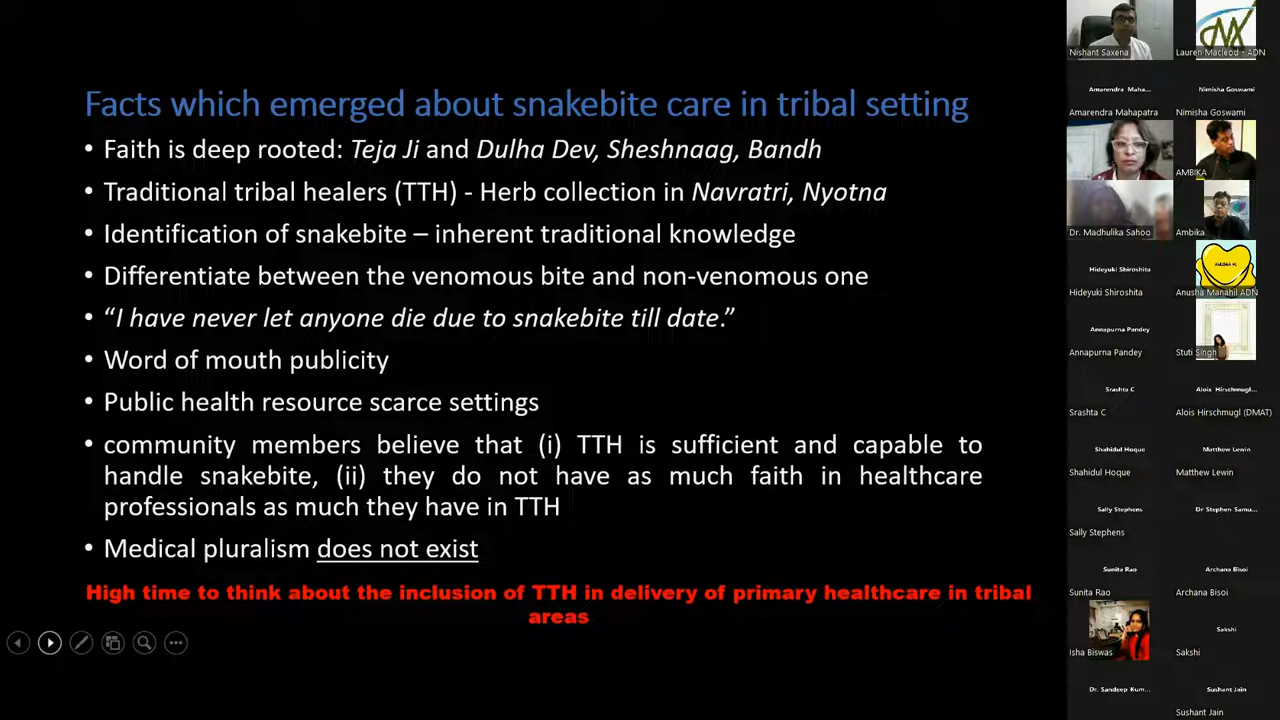 Facts which emerged about snakebite care in tribal setting
• Faith is deep rooted: Teja Ji and Dulha Dev, Sheshnaag, Bandh
• Traditional tribal healers (TTH) - Herb collection in Navratri, Nyotna
• Identification of snakebite – inherent traditional knowledge
• Differentiate between the venomous bite and non-venomous one
• “I have never let anyone die due to snakebite till date.”
• Word of mouth publicity
• Public health resource scarce settings
• community members believe that (i) TTH is sufficient and capable to
handle snakebite, (ii) they do not have as much faith in healthcare
professionals as much they have in TTH
• Medical pluralism does not exist
High time to think about the inclusion of TTH in delivery of primary healthcare in tribal
areas
Nishant Saxena
Lauren Macleod - ADN
Amarendra Maha...
Nimisha Goswami
Amarendra Mahapatra
Nimisha Goswami
AMBIKA
Dr. Madhulika Sahoo
Ambika
Hideyuki Shiroshita
Hideyuki Shiroshita
Anusha Manahil ADN
Annapurna Pandey
Annapurna Pandey
Stuti Singh
Srashta C
Alois Hirschmugl...
Srashta C
Alois Hirschmugl (DMAT)
Shahidul Hoque
Matthew Lewin
Shahidul Hoque
Matthew Lewin
Sally Stephens
Dr Stephen Samu...
Sally Stephens
Sunita Rao
Archana Bisoi
Sunita Rao
Archana Bisoi
Sakshi
Isha Biswas
Sakshi
Dr. Sandeep Kum...
Sushant Jain
Sushant Jain